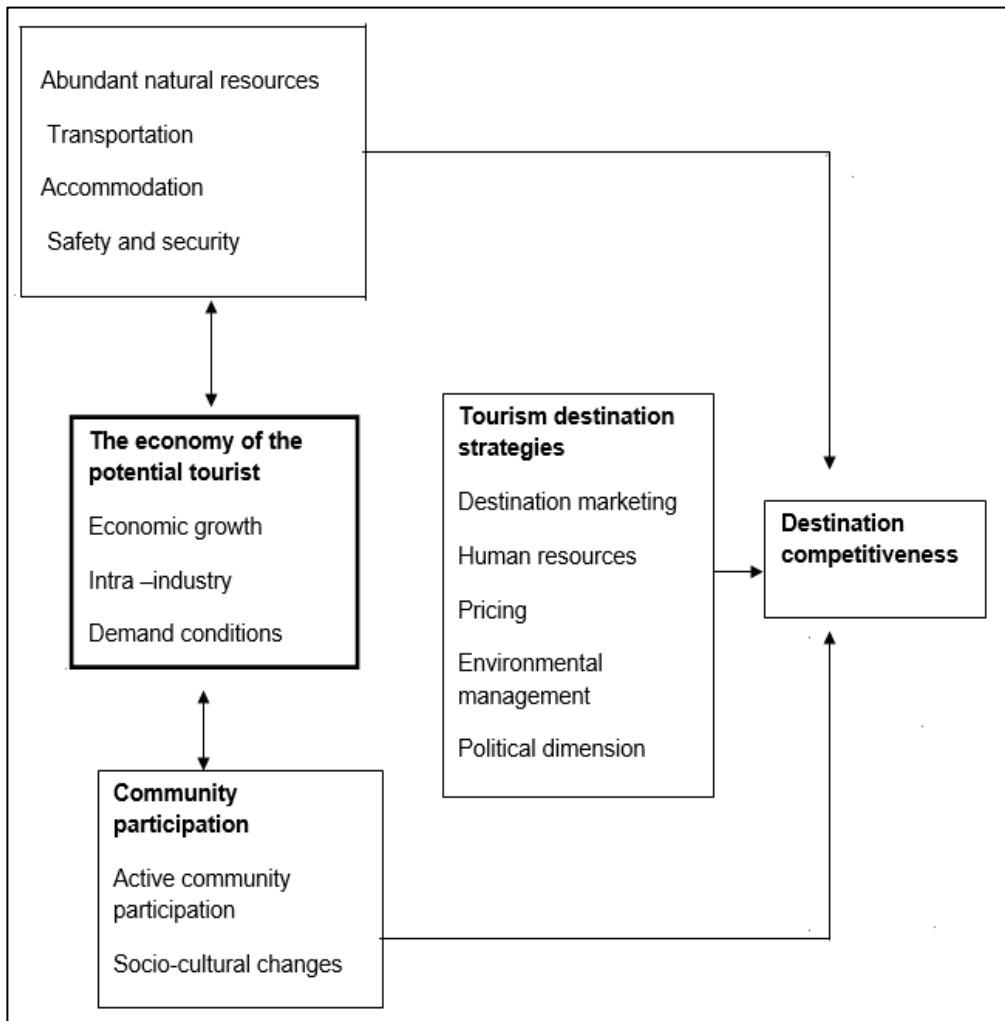 Abundant natural resources
Transportation
Accommodation
Safety and security
The economy of the
potential tourist
Economic growth
Intra –industry
Demand conditions
Community
participation
Active community
participation
Socio-cultural changes
Tourism destination
strategies
Destination marketing
Human resources
Pricing
Environmental
management
Political dimension
Destination
competitiveness